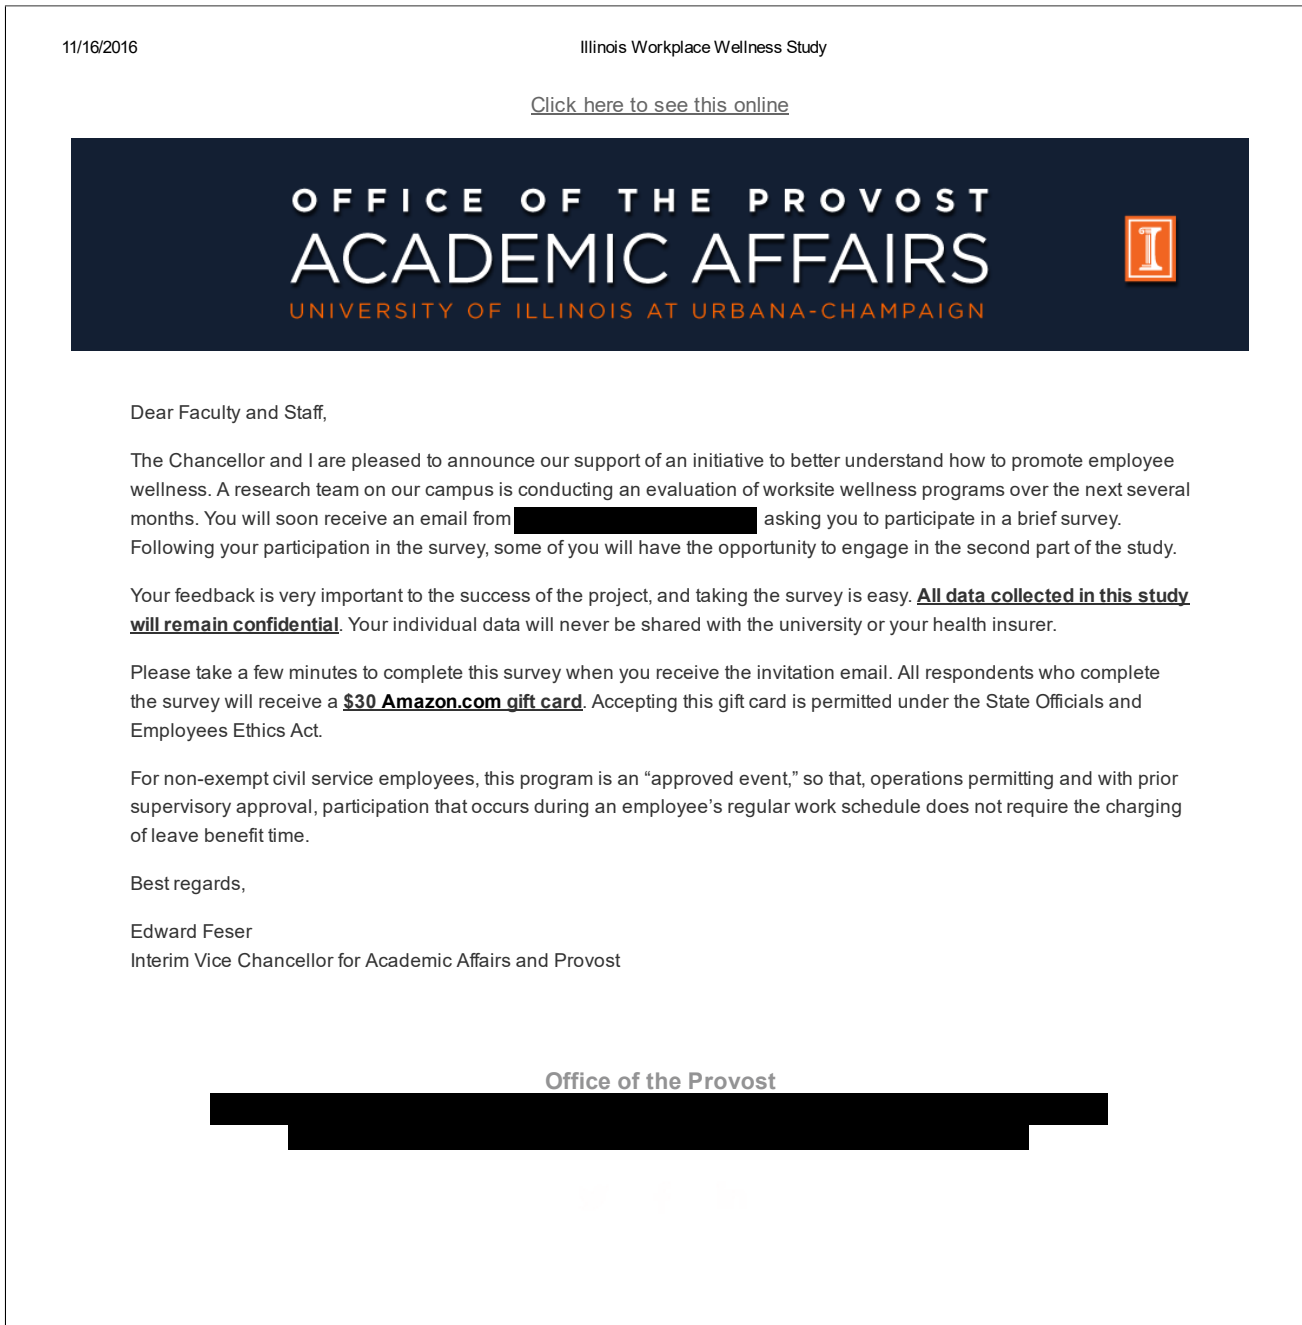 11/16/2016 Illinois Workplace Wellness Study
Click here to see this online
OFFICE OF THE PROVOST
ACADEMIC AFFAIRS
UNIVERSITY OF ILLINOIS AT URBANA-CHAMPAIGN
I
Dear Faculty and Staff,
The Chancellor and I are pleased to announce our support of an initiative to better understand how to promote employee
wellness. A research team on our campus is conducting an evaluation of worksite wellness programs over the next several
months. You will soon receive an email from asking you to participate in a brief survey.
Following your participation in the survey, some of you will have the opportunity to engage in the second part of the study.
Your feedback is very important to the success of the project, and taking the survey is easy. All data collected in this study
will remain confidential. Your individual data will never be shared with the university or your health insurer.
Please take a few minutes to complete this survey when you receive the invitation email. All respondents who complete
the survey will receive a $30 Amazon.com gift card. Accepting this gift card is permitted under the State Officials and
Employees Ethics Act.
For non-exempt civil service employees, this program is an “approved event,” so that, operations permitting and with prior
supervisory approval, participation that occurs during an employee’s regular work schedule does not require the charging
of leave benefit time.
Best regards,
Edward Feser
Interim Vice Chancellor for Academic Affairs and Provost
Office of the Provost